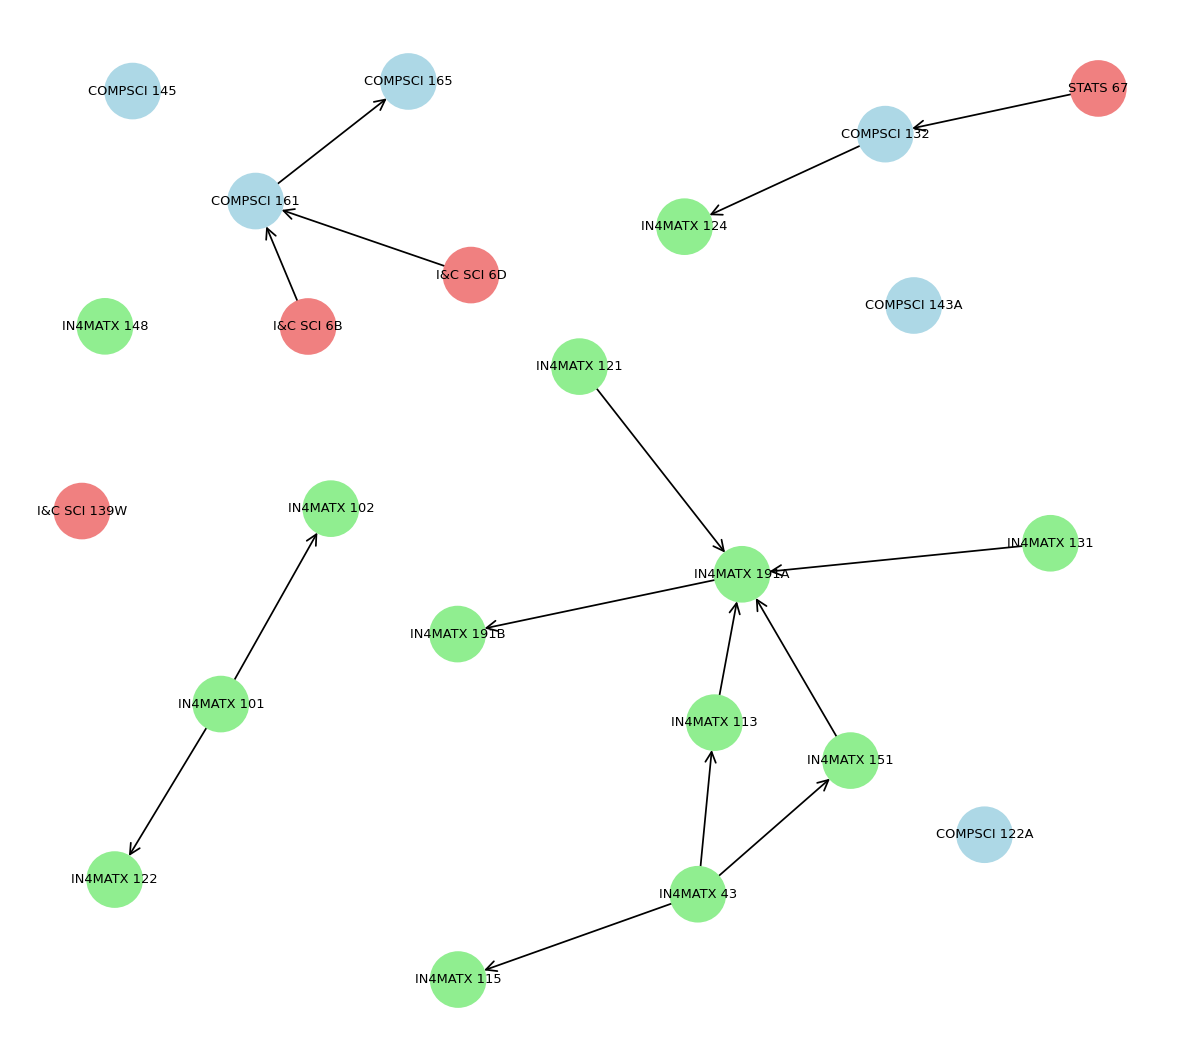 COMPSCI 165
STATS 67
COMPSCI 145
COMPSCI 132
COMPSCI 161
IN4MATX 124
I&C SCI 6D
COMPSCI 143A
IN4MATX 148
I&C SCI 6B
IN4MATX 121
IN4MATX 102
I&C SCI 139W
IN4MATX 131
IN4MATX 191A
IN4MATX 191B
IN4MATX 101
IN4MATX 113
IN4MATX 151
COMPSCI 122A
IN4MATX 122
IN4MATX 43
IN4MATX 115